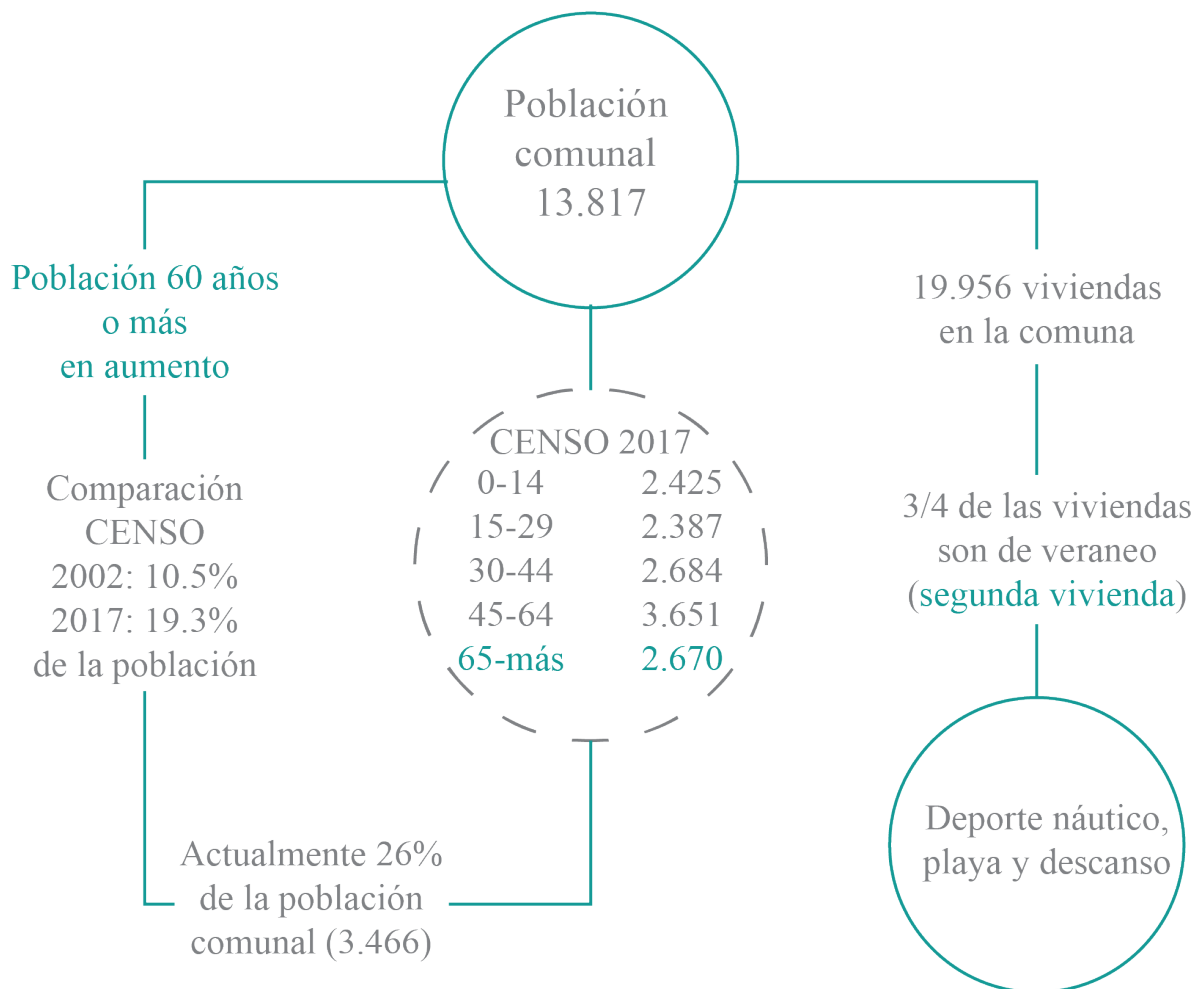 Población
comunal
13.817
Población 60 años
o más
en aumento
Comparación
CENSO
2002: 10.5%
2017: 19.3%
de la población
CENSO 2017
0-14 2.425
15-29 2.387
30-44 2.684
45-64 3.651
65-más 2.670
Actualmente 26%
de la población
comunal (3.466)
19.956 viviendas
en la comuna
3/4 de las viviendas
son de veraneo
(segunda vivienda)
Deporte náutico,
playa y descanso